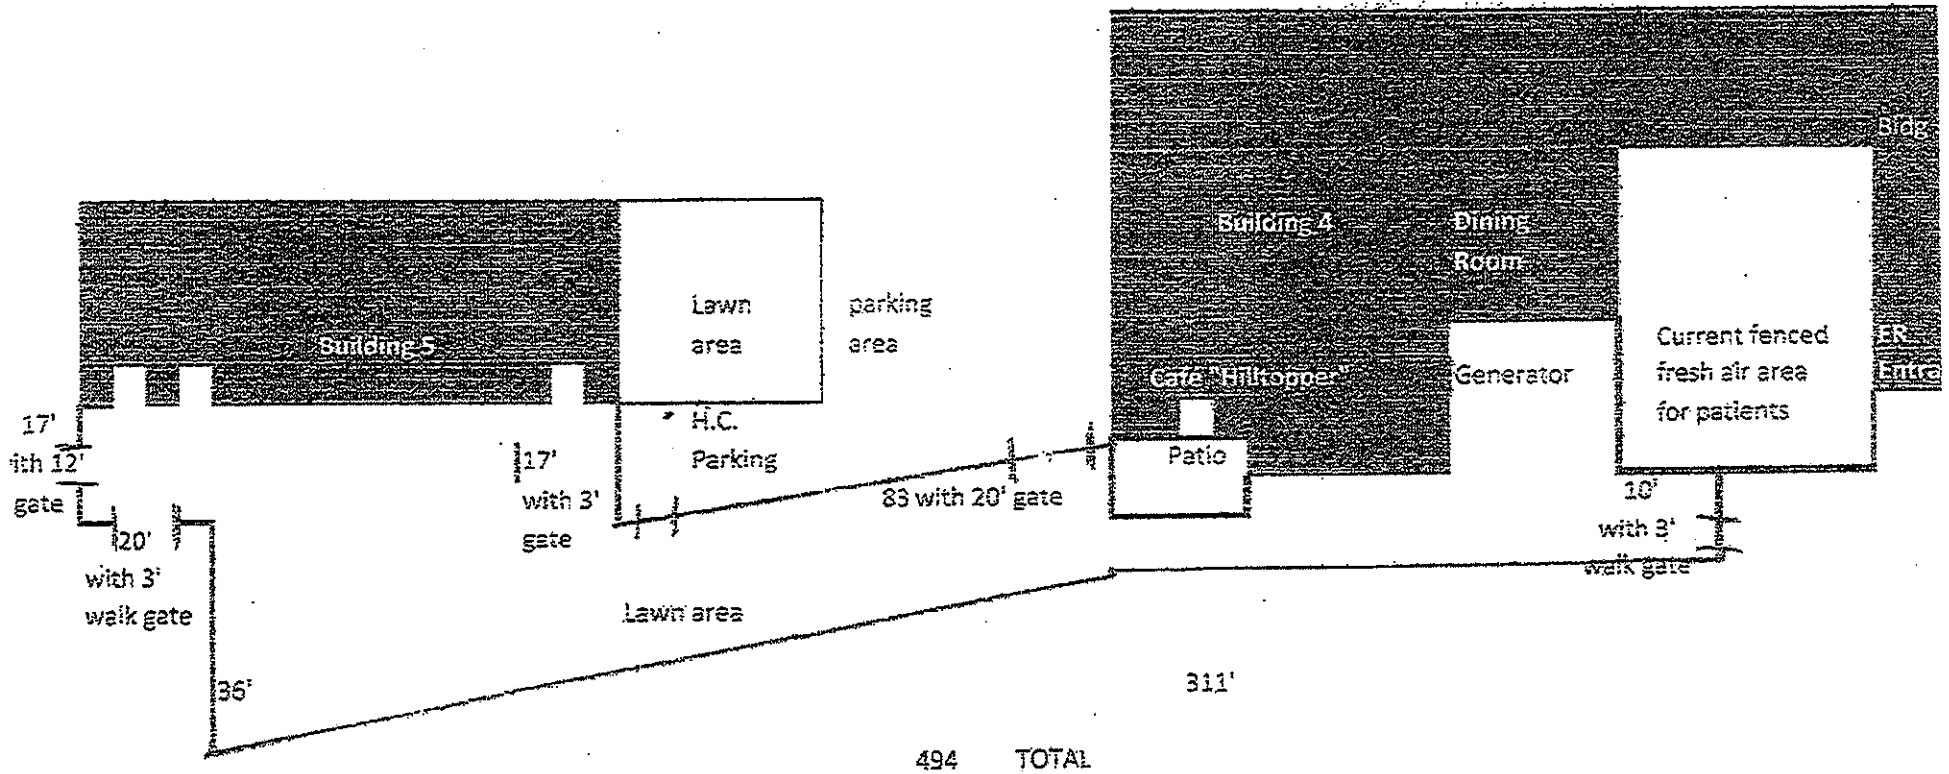 Bldg
Building 4
Dining
Room
Lawn
area
parking
area
Building 5
Current fenced
fresh air area
for patients
ER
Entra
Generator
Cafe "Hilltopper"
H.C.
Parking
Patio
17'
ith 12'
gate
17'
with 3'
gate
83 with 20' gate
10'
with 3'
walk gate
20'
with 3'
walk gate
Lawn area
36'
311'
494 TOTAL